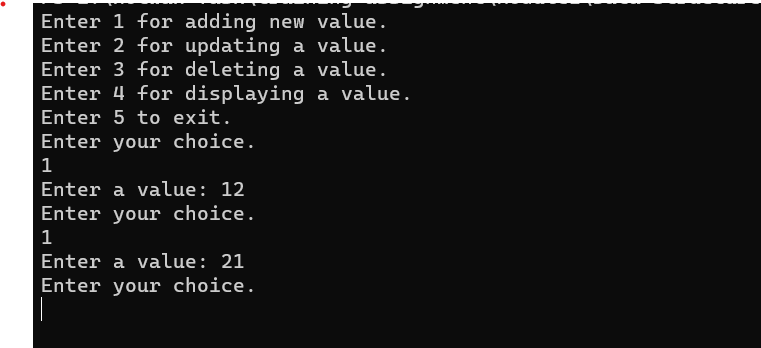 Enter 1 for adding new value.
Enter 2 for updating a value.
Enter 3 for deleting a value.
Enter 4 for displaying a value.
Enter 5 to exit.
Enter your choice.
1
Enter a value: 12
Enter your choice.
1
Enter a value: 21
Enter your choice.